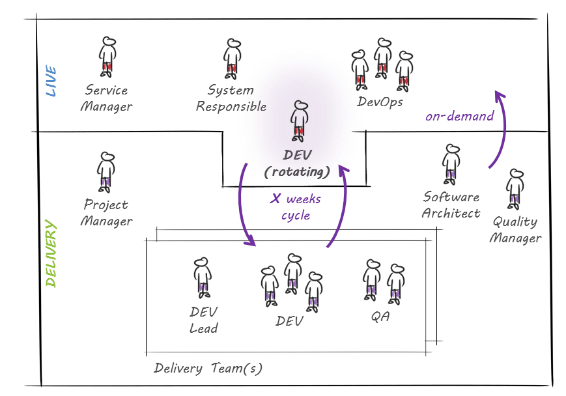 LIVE
Service
Manager
System
Responsible
DevOps
DEV
(rotating)
on-demand
DELIVERY
Project
Manager
X weeks
cycle
Software
Architect
Quality
Manager
DEV
Lead
DEV
QA
Delivery Team(s)